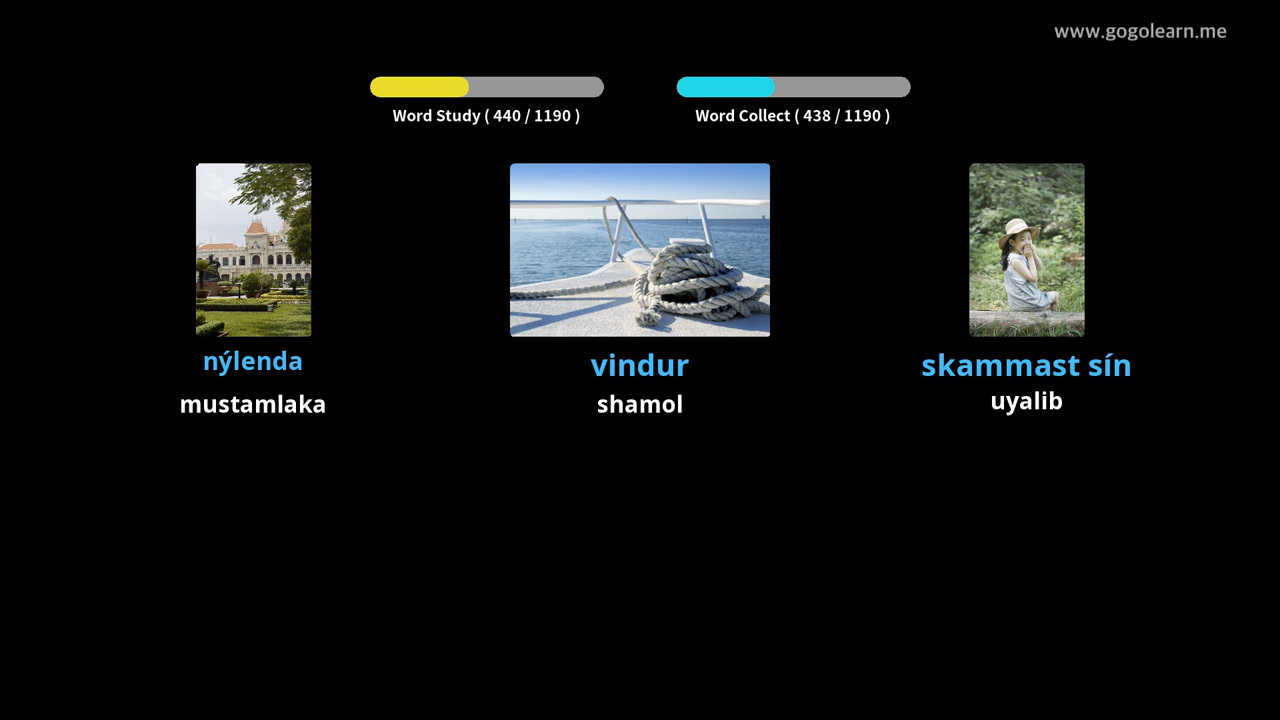 www.gogolearn.me
Word Study ( 440 / 1190 )
Word Collect ( 438 / 1190 )
nýlenda
mustamlaka
vindur
shamol
skammast sín
uyalib